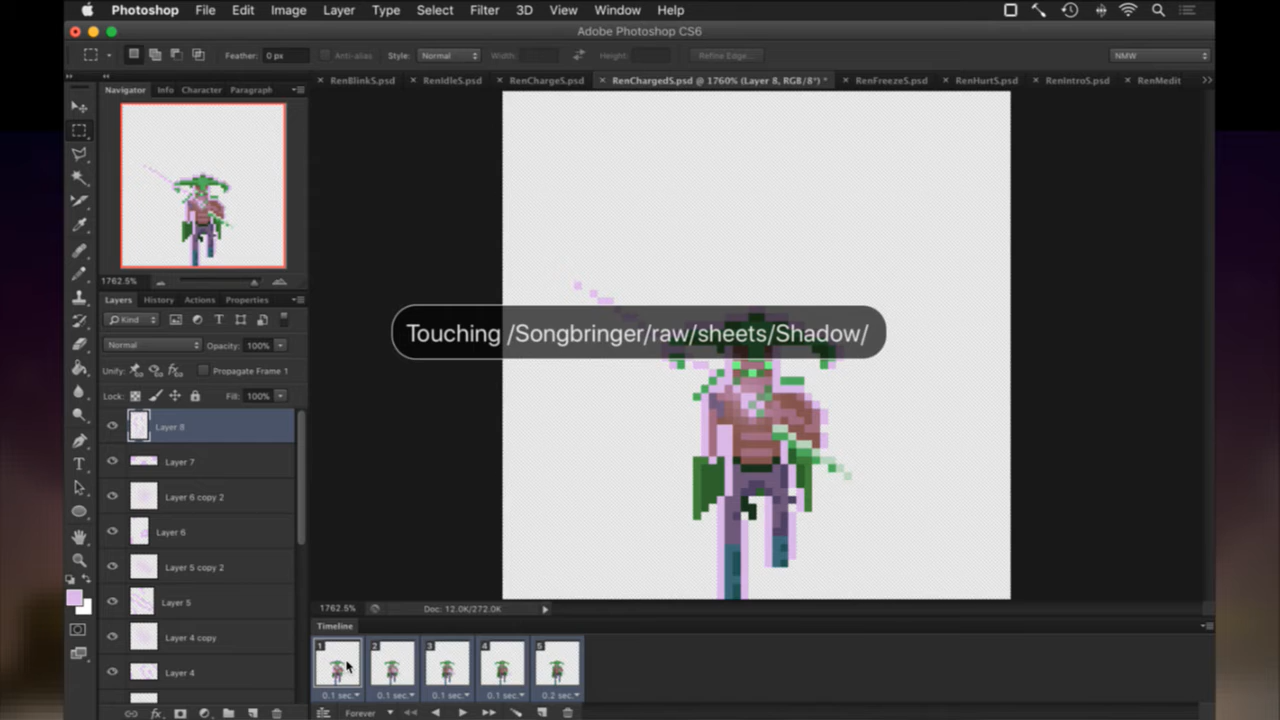 Photoshop File Edit Image Layer Type Select Filter 3D View Window Help
Adobe Photoshop CS6
Feather: 0 px Anti-alias Style: Normal Width: Height: Refine Edge... NMW
× RenBlinkS.psd × RenIdleS.psd × RenChargeS.psd × RenChargedS.psd @ 1760% (Layer 8, RGB/8*) * × RenFreezeS.psd × RenHurtS.psd × RenIntroS.psd × RenMedit
Navigator Info Character Paragraph
1762.5%
Layers History Actions Properties
Kind
Normal Opacity: 100%
Unify: Propagate Frame 1
Lock: Fill: 100%
Layer 8
Layer 7
Layer 6 copy 2
Layer 6
Layer 5 copy 2
Layer 5
Layer 4 copy
Layer 4
Touching /Songbringer/raw/sheets/Shadow/
1762.5% Doc: 12.0K/272.0K
Timeline
1 2 3 4 5
0.1 sec. 0.1 sec. 0.1 sec. 0.1 sec. 0.2 sec.
Forever